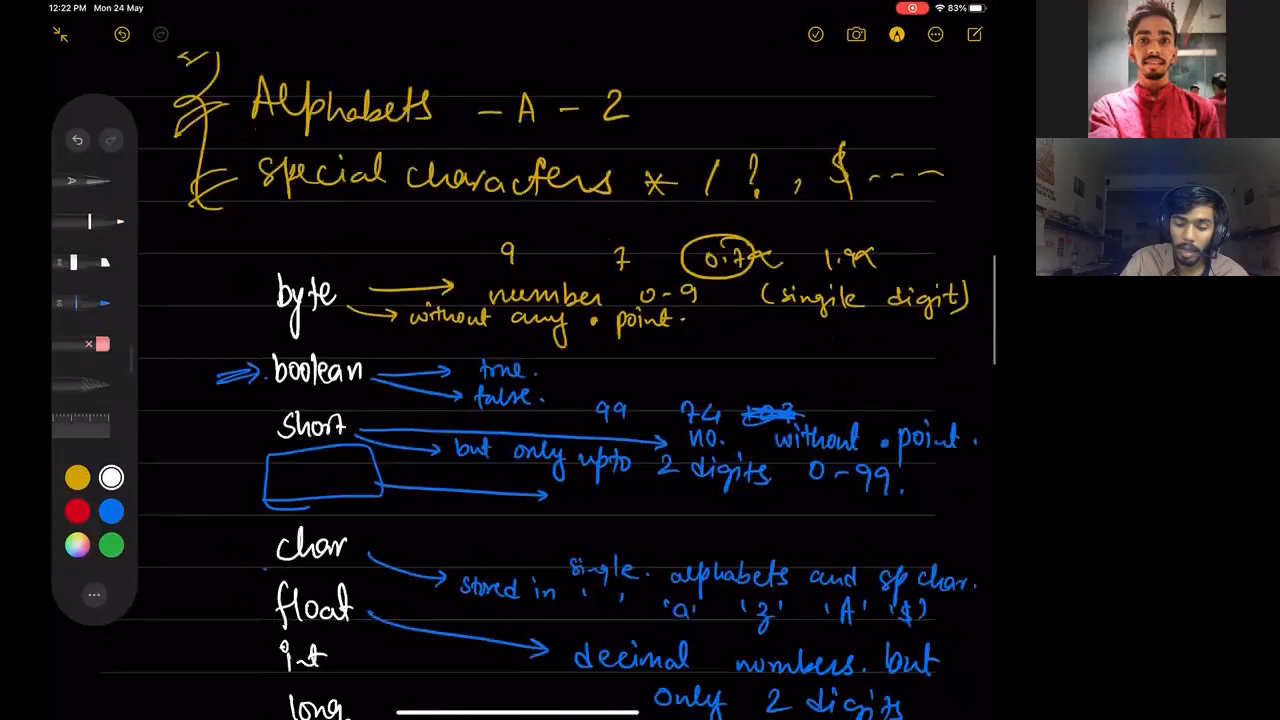 12:22 PM Mon 24 May
83%
Alphabets - A - Z
special characters * / ? , $ - - -
9 7 0.7x 1.9x
byte number 0-9 (single digit)
without any . point.
boolean true.
false.
99 74
short no. without . point.
but only upto 2 digits 0-99.
char
stored in single ' ' alphabets and sp char.
'a' 'z' 'A' '$'
float decimal numbers. but
int
only 2 digits
long